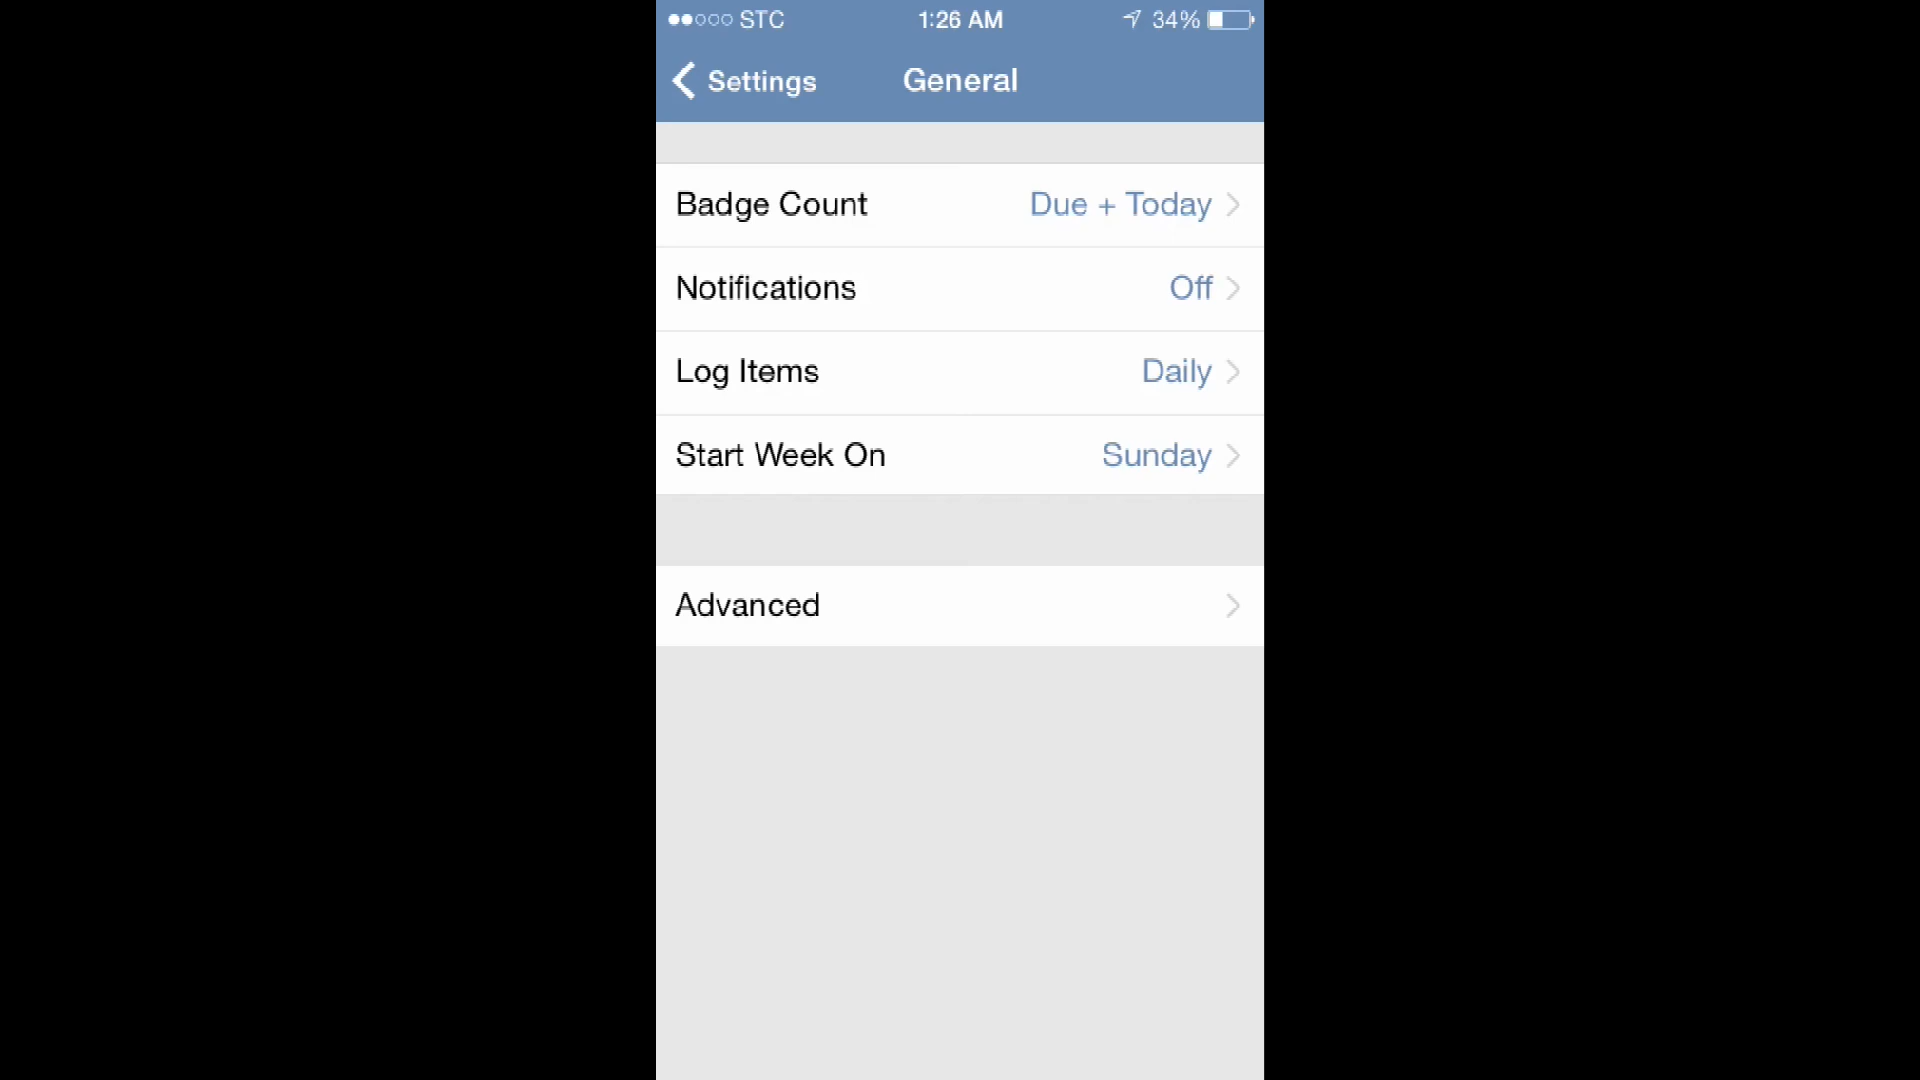 STC 1:26 AM 34%
Settings General
Badge Count Due + Today
Notifications Off
Log Items Daily
Start Week On Sunday
Advanced